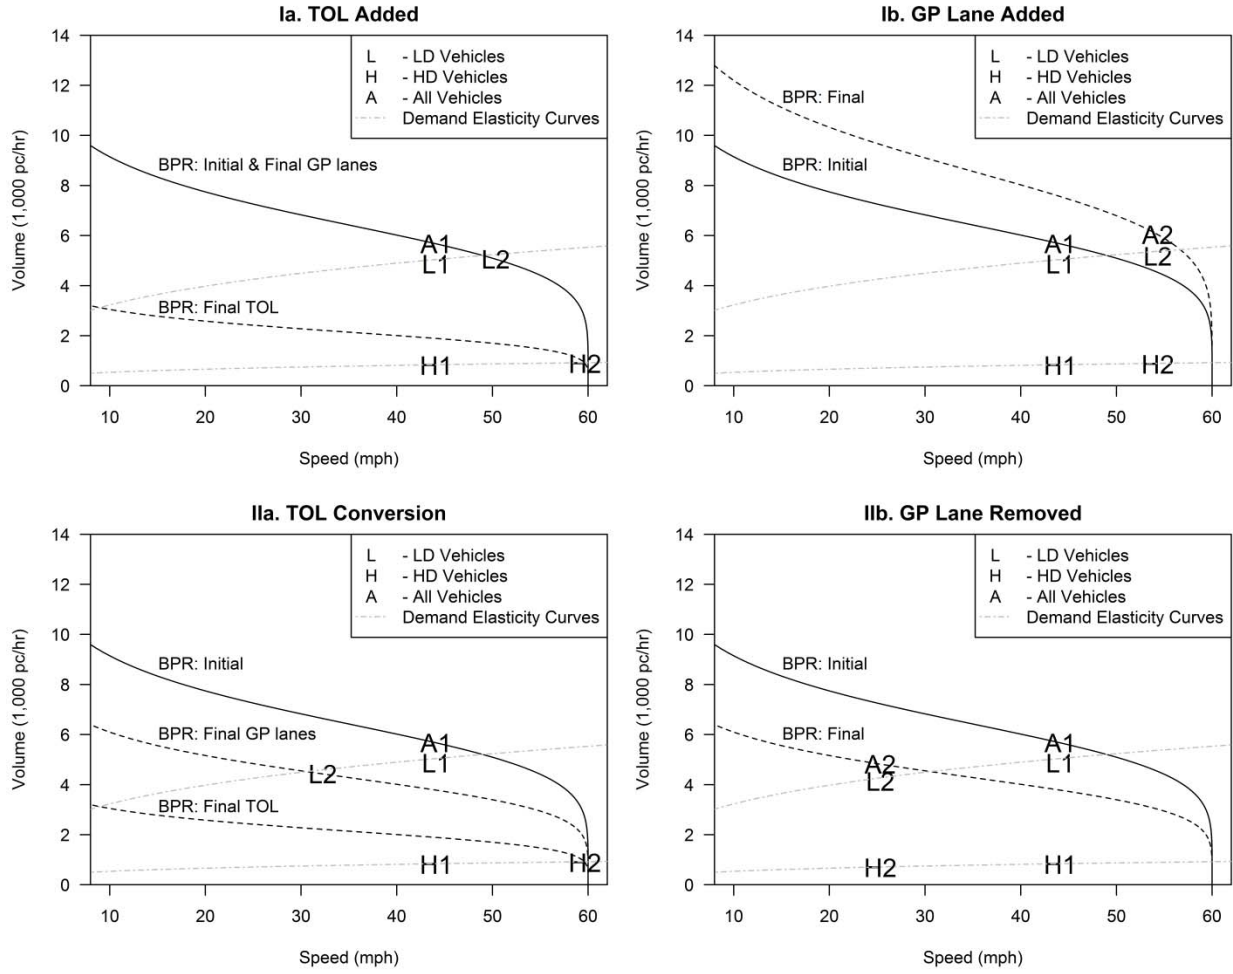 Ia. TOL Added
Volume (1,000 pc/hr)
14
12
10
8
6
4
2
0
L - LD Vehicles
H - HD Vehicles
A - All Vehicles
Demand Elasticity Curves
BPR: Initial & Final GP lanes
A1
L1
L2
BPR: Final TOL
H1
H2
10 20 30 40 50 60
Speed (mph)
Ib. GP Lane Added
Volume (1,000 pc/hr)
14
12
10
8
6
4
2
0
L - LD Vehicles
H - HD Vehicles
A - All Vehicles
Demand Elasticity Curves
BPR: Final
BPR: Initial
A1
A2
L1
L2
H1
H2
10 20 30 40 50 60
Speed (mph)
IIa. TOL Conversion
Volume (1,000 pc/hr)
14
12
10
8
6
4
2
0
L - LD Vehicles
H - HD Vehicles
A - All Vehicles
Demand Elasticity Curves
BPR: Initial
BPR: Final GP lanes
A1
L1
L2
BPR: Final TOL
H1
H2
10 20 30 40 50 60
Speed (mph)
IIb. GP Lane Removed
Volume (1,000 pc/hr)
14
12
10
8
6
4
2
0
L - LD Vehicles
H - HD Vehicles
A - All Vehicles
Demand Elasticity Curves
BPR: Initial
BPR: Final
A1
A2
L1
L2
H2
H1
10 20 30 40 50 60
Speed (mph)